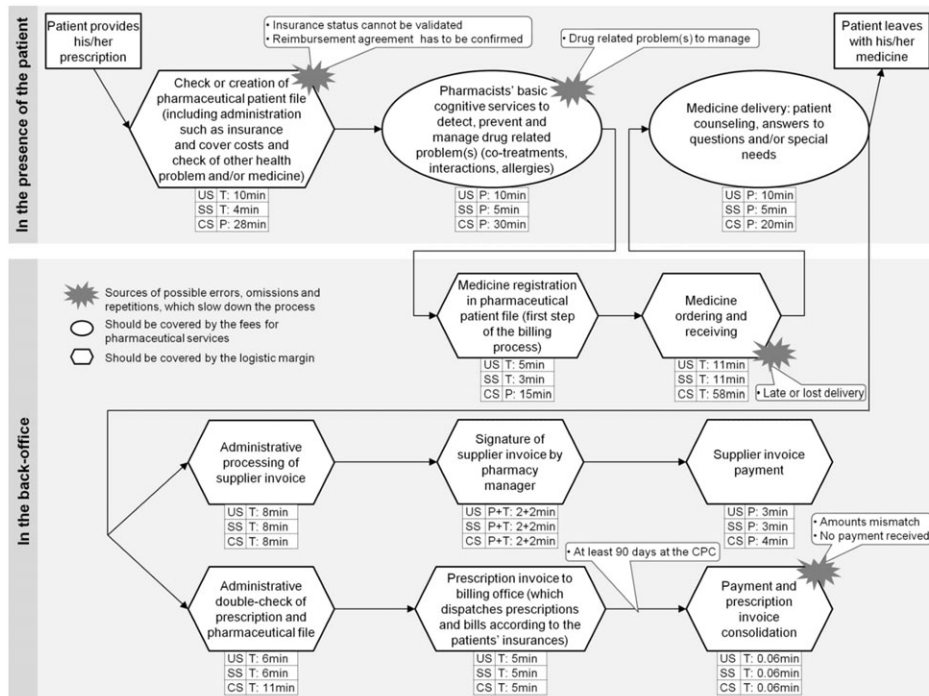 In the presence of the patient
Patient provides
his/her
prescription
• Insurance status cannot be validated
• Reimbursement agreement has to be confirmed
• Drug related problem(s) to manage
Patient leaves
with his/her
medicine
Check or creation of
pharmaceutical patient file
(including administration
such as insurance
and cover costs and
check of other health
problem and/or medicine)
US T: 10min
SS T: 4min
CS P: 28min
Pharmacists' basic
cognitive services to
detect, prevent and
manage drug related
problem(s) (co-treatments,
interactions, allergies)
US P: 10min
SS P: 5min
CS P: 30min
Medicine delivery: patient
counseling, answers to
questions and/or special
needs
US P: 10min
SS P: 5min
CS P: 20min
In the back-office
Sources of possible errors, omissions and
repetitions, which slow down the process
Should be covered by the fees for
pharmaceutical services
Should be covered by the logistic margin
Medicine registration
in pharmaceutical
patient file (first
step of the billing
process)
US T: 5min
SS T: 3min
CS P: 15min
Medicine
ordering and
receiving
US T: 11min
SS T: 11min
CS T: 58min
• Late or lost delivery
Administrative
processing of
supplier invoice
US T: 8min
SS T: 8min
CS T: 8min
Signature of
supplier invoice by
pharmacy
manager
US P+T: 2+2min
SS P+T: 2+2min
CS P+T: 2+2min
Supplier invoice
payment
US P: 3min
SS P: 3min
CS P: 4min
• At least 90 days at the CPC
• Amounts mismatch
• No payment received
Administrative
double-check of
prescription and
pharmaceutical file
US T: 6min
SS T: 6min
CS T: 11min
Prescription invoice to
billing office (which
dispatches prescriptions
and bills according to the
patients' insurances)
US T: 5min
SS T: 5min
CS T: 5min
Payment and
prescription
invoice
consolidation
US T: 0.06min
SS T: 0.06min
CS T: 0.06min